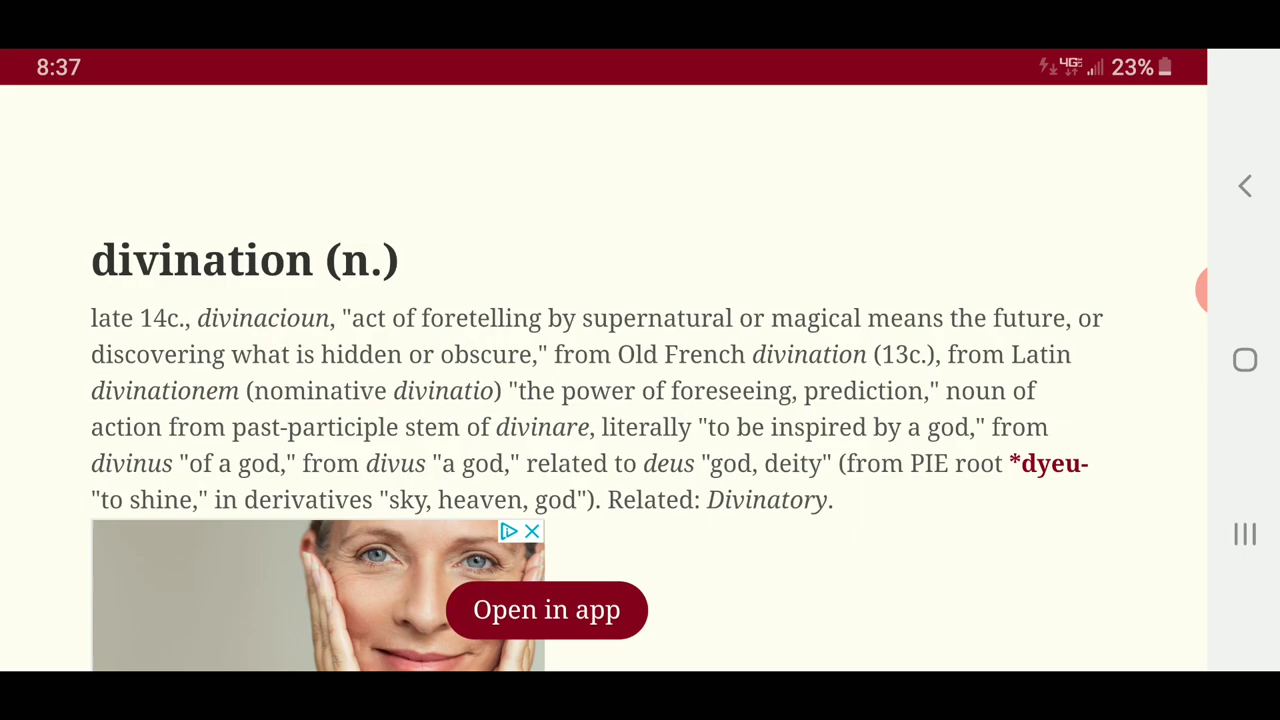 8:37
4GE 23%
divination (n.)
late 14c., divinacioun, "act of foretelling by supernatural or magical means the future, or
discovering what is hidden or obscure," from Old French divination (13c.), from Latin
divinationem (nominative divinatio) "the power of foreseeing, prediction," noun of
action from past-participle stem of divinare, literally "to be inspired by a god," from
divinus "of a god," from divus "a god," related to deus "god, deity" (from PIE root *dyeu-
"to shine," in derivatives "sky, heaven, god"). Related: Divinatory.
Open in app